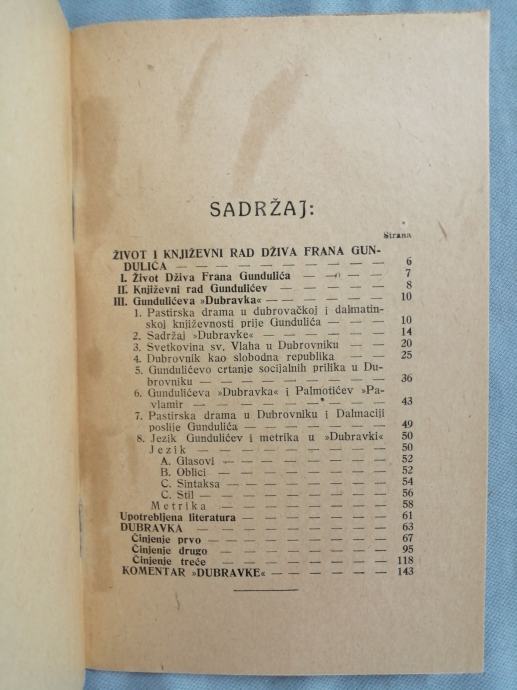 SADRŽAJ:
Strana
ŽIVOT I KNJIŽEVNI RAD DŽIVA FRANA GUN-
DULIĆA — — — — — — — — — — 6
I. Život Dživa Frana Gundulića — — — — 7
II. Književni rad Gundulićev — — — — — 8
III. Gundulićeva »Dubravka« — — — — — — 10
1. Pastirska drama u dubrovačkoj i dalmatin-
skoj književnosti prije Gundulića — — — 10
2. Sadržaj »Dubravke« — — — — — — 14
3. Svetkovina sv. Vlaha u Dubrovniku — — 20
4. Dubrovnik kao slobodna republika — — 25
5. Gundulićevo crtanje socijalnih prilika u Du-
brovniku — — — — — — — — — 36
6. Gundulićeva »Dubravka« i Palmotićev »Pa-
vlamir — — — — — — — — — 43
7. Pastirska drama u Dubrovniku i Dalmaciji
poslije Gundulića — — — — — — — 49
8. Jezik Gundulićev i metrika u »Dubravki« 50
Jezik — — — — — — — — — 50
A. Glasovi — — — — — — — — 52
B. Oblici — — — — — — — — 52
C. Sintaksa — — — — — — — — 54
C. Stil — — — — — — — — — 56
Metrika — — — — — — — — 58
Upotrebljena literatura — — — — — — — 61
DUBRAVKA — — — — — — — — — 63
Činjenje prvo — — — — — — — — 67
Činjenje drugo — — — — — — — — 95
Činjenje treće — — — — — — — — 118
KOMENTAR »DUBRAVKE« — — — — — — 143